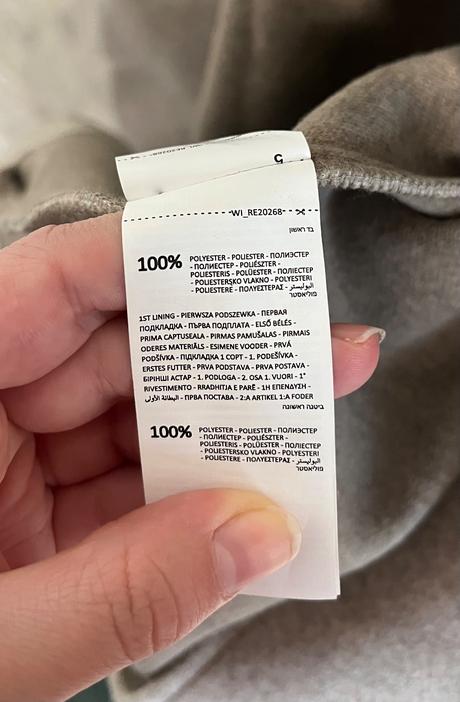 WI_RE20268
בד ראשון
100% POLYESTER - POLIESTER - ПОЛИЭСТЕР
- ПОЛИЕСТЕР - POLIÉSZTER -
POLIESTERIS - POLÜESTER - ПОЛІЕСТЕР
- POLIESTERSKO VLAKNO - POLYESTERI
- POLIESTERE - ΠΟΛΥΕΣΤΕΡΑΣ - البوليستر -
פוליאסטר
1ST LINING - PIERWSZA PODSZEWKA - ПЕРВАЯ
ПОДКЛАДКА - ПЪРВА ПОДПЛАТА - ELSŐ BÉLÉS -
PRIMA CAPTUSEALA - PIRMAS PAMUŠALAS - PIRMAIS
ODERES MATERIĀLS - ESIMENE VOODER - PRVÁ
PODŠÍVKA - ПІДКЛАДКА 1 СОРТ - 1. PODEŠÍVKA -
ERSTES FUTTER - PRVA PODSTAVA - PRVA POSTAVA -
БІРІНШІ АСТАР - 1. PODLOGA - 2. OSA 1. VUORI - 1°
RIVESTIMENTO - RRADHITJA E PARË - 1Η ΕΠΕΝΔΥΣΗ -
البطانة الأولى - ПРВА ПОСТАВА - 2:A ARTIKEL 1:A FODER
ביטנה ראשונה
100% POLYESTER - POLIESTER - ПОЛИЭСТЕР
- ПОЛИЕСТЕР - POLIÉSZTER -
POLIESTERIS - POLÜESTER - ПОЛІЕСТЕР
- POLIESTERSKO VLAKNO - POLYESTERI
- POLIESTERE - ΠΟΛΥΕΣΤΕΡΑΣ - البوليستر -
פוליאסטר